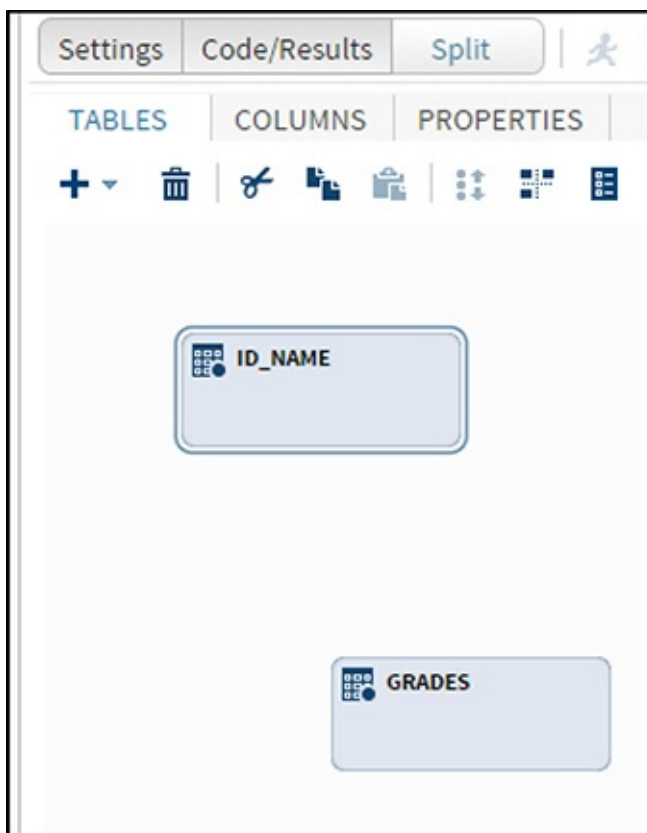 Settings Code/Results Split
TABLES COLUMNS PROPERTIES
ID_NAME
GRADES